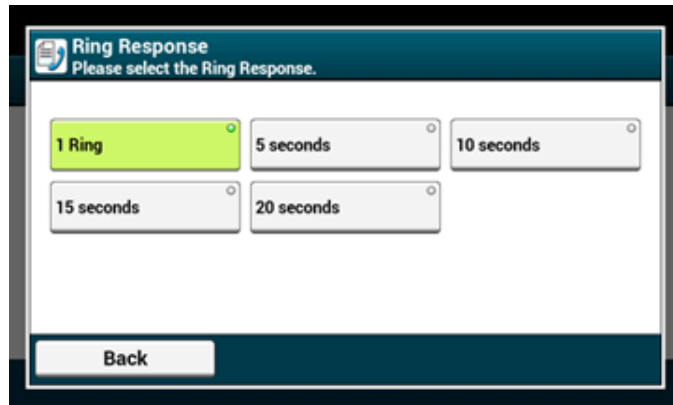 Ring Response
Please select the Ring Response.
1 Ring
5 seconds
10 seconds
15 seconds
20 seconds
Back